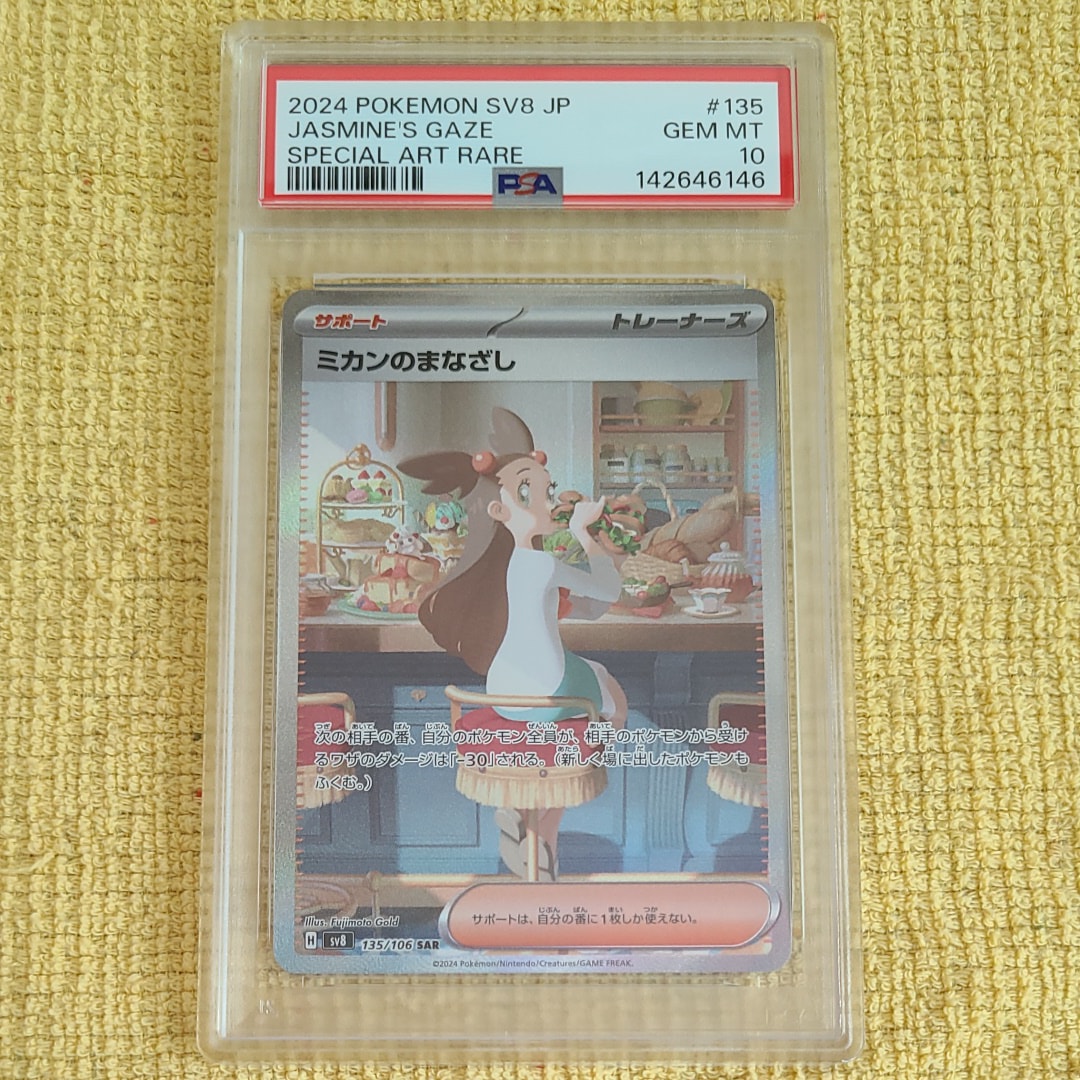 2024 POKEMON SV8 JP #135
JASMINE'S GAZE GEM MT
SPECIAL ART RARE 10
PSA 142646146
サポート トレーナーズ
ミカンのまなざし
次の相手の番、自分のポケモン全員が、相手のポケモンから受け
るワザのダメージは「-30」される。（新しく場に出したポケモンも
ふくむ。）
サポートは、自分の番に1枚しか使えない。
Illus. Fujimoto Gold
H sv8 135/106 SAR
©2024 Pokémon/Nintendo/Creatures/GAME FREAK.